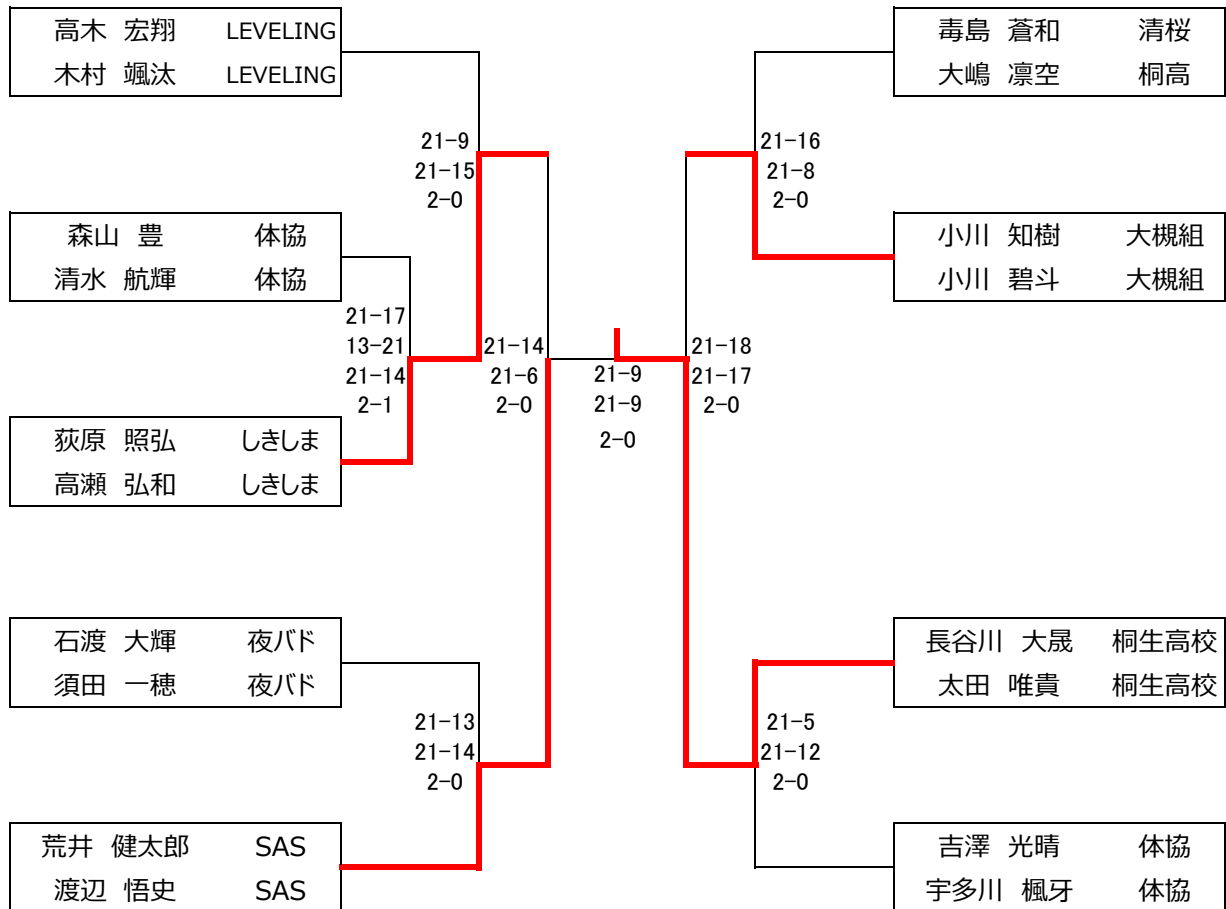 高木 宏翔 LEVELING
木村 颯汰 LEVELING
21-9
21-15
2-0
森山 豊 体協
清水 航輝 体協
21-17
13-21
21-14
2-1
荻原 照弘 しきしま
高瀬 弘和 しきしま
21-14
21-6
2-0
石渡 大輝 夜バド
須田 一穂 夜バド
21-13
21-14
2-0
荒井 健太郎 SAS
渡辺 悟史 SAS
21-9
21-9
2-0
毒島 蒼和 清桜
大嶋 凛空 桐高
21-16
21-8
2-0
小川 知樹 大槻組
小川 碧斗 大槻組
21-18
21-17
2-0
長谷川 大晟 桐生高校
太田 唯貴 桐生高校
21-5
21-12
2-0
吉澤 光晴 体協
宇多川 楓牙 体協